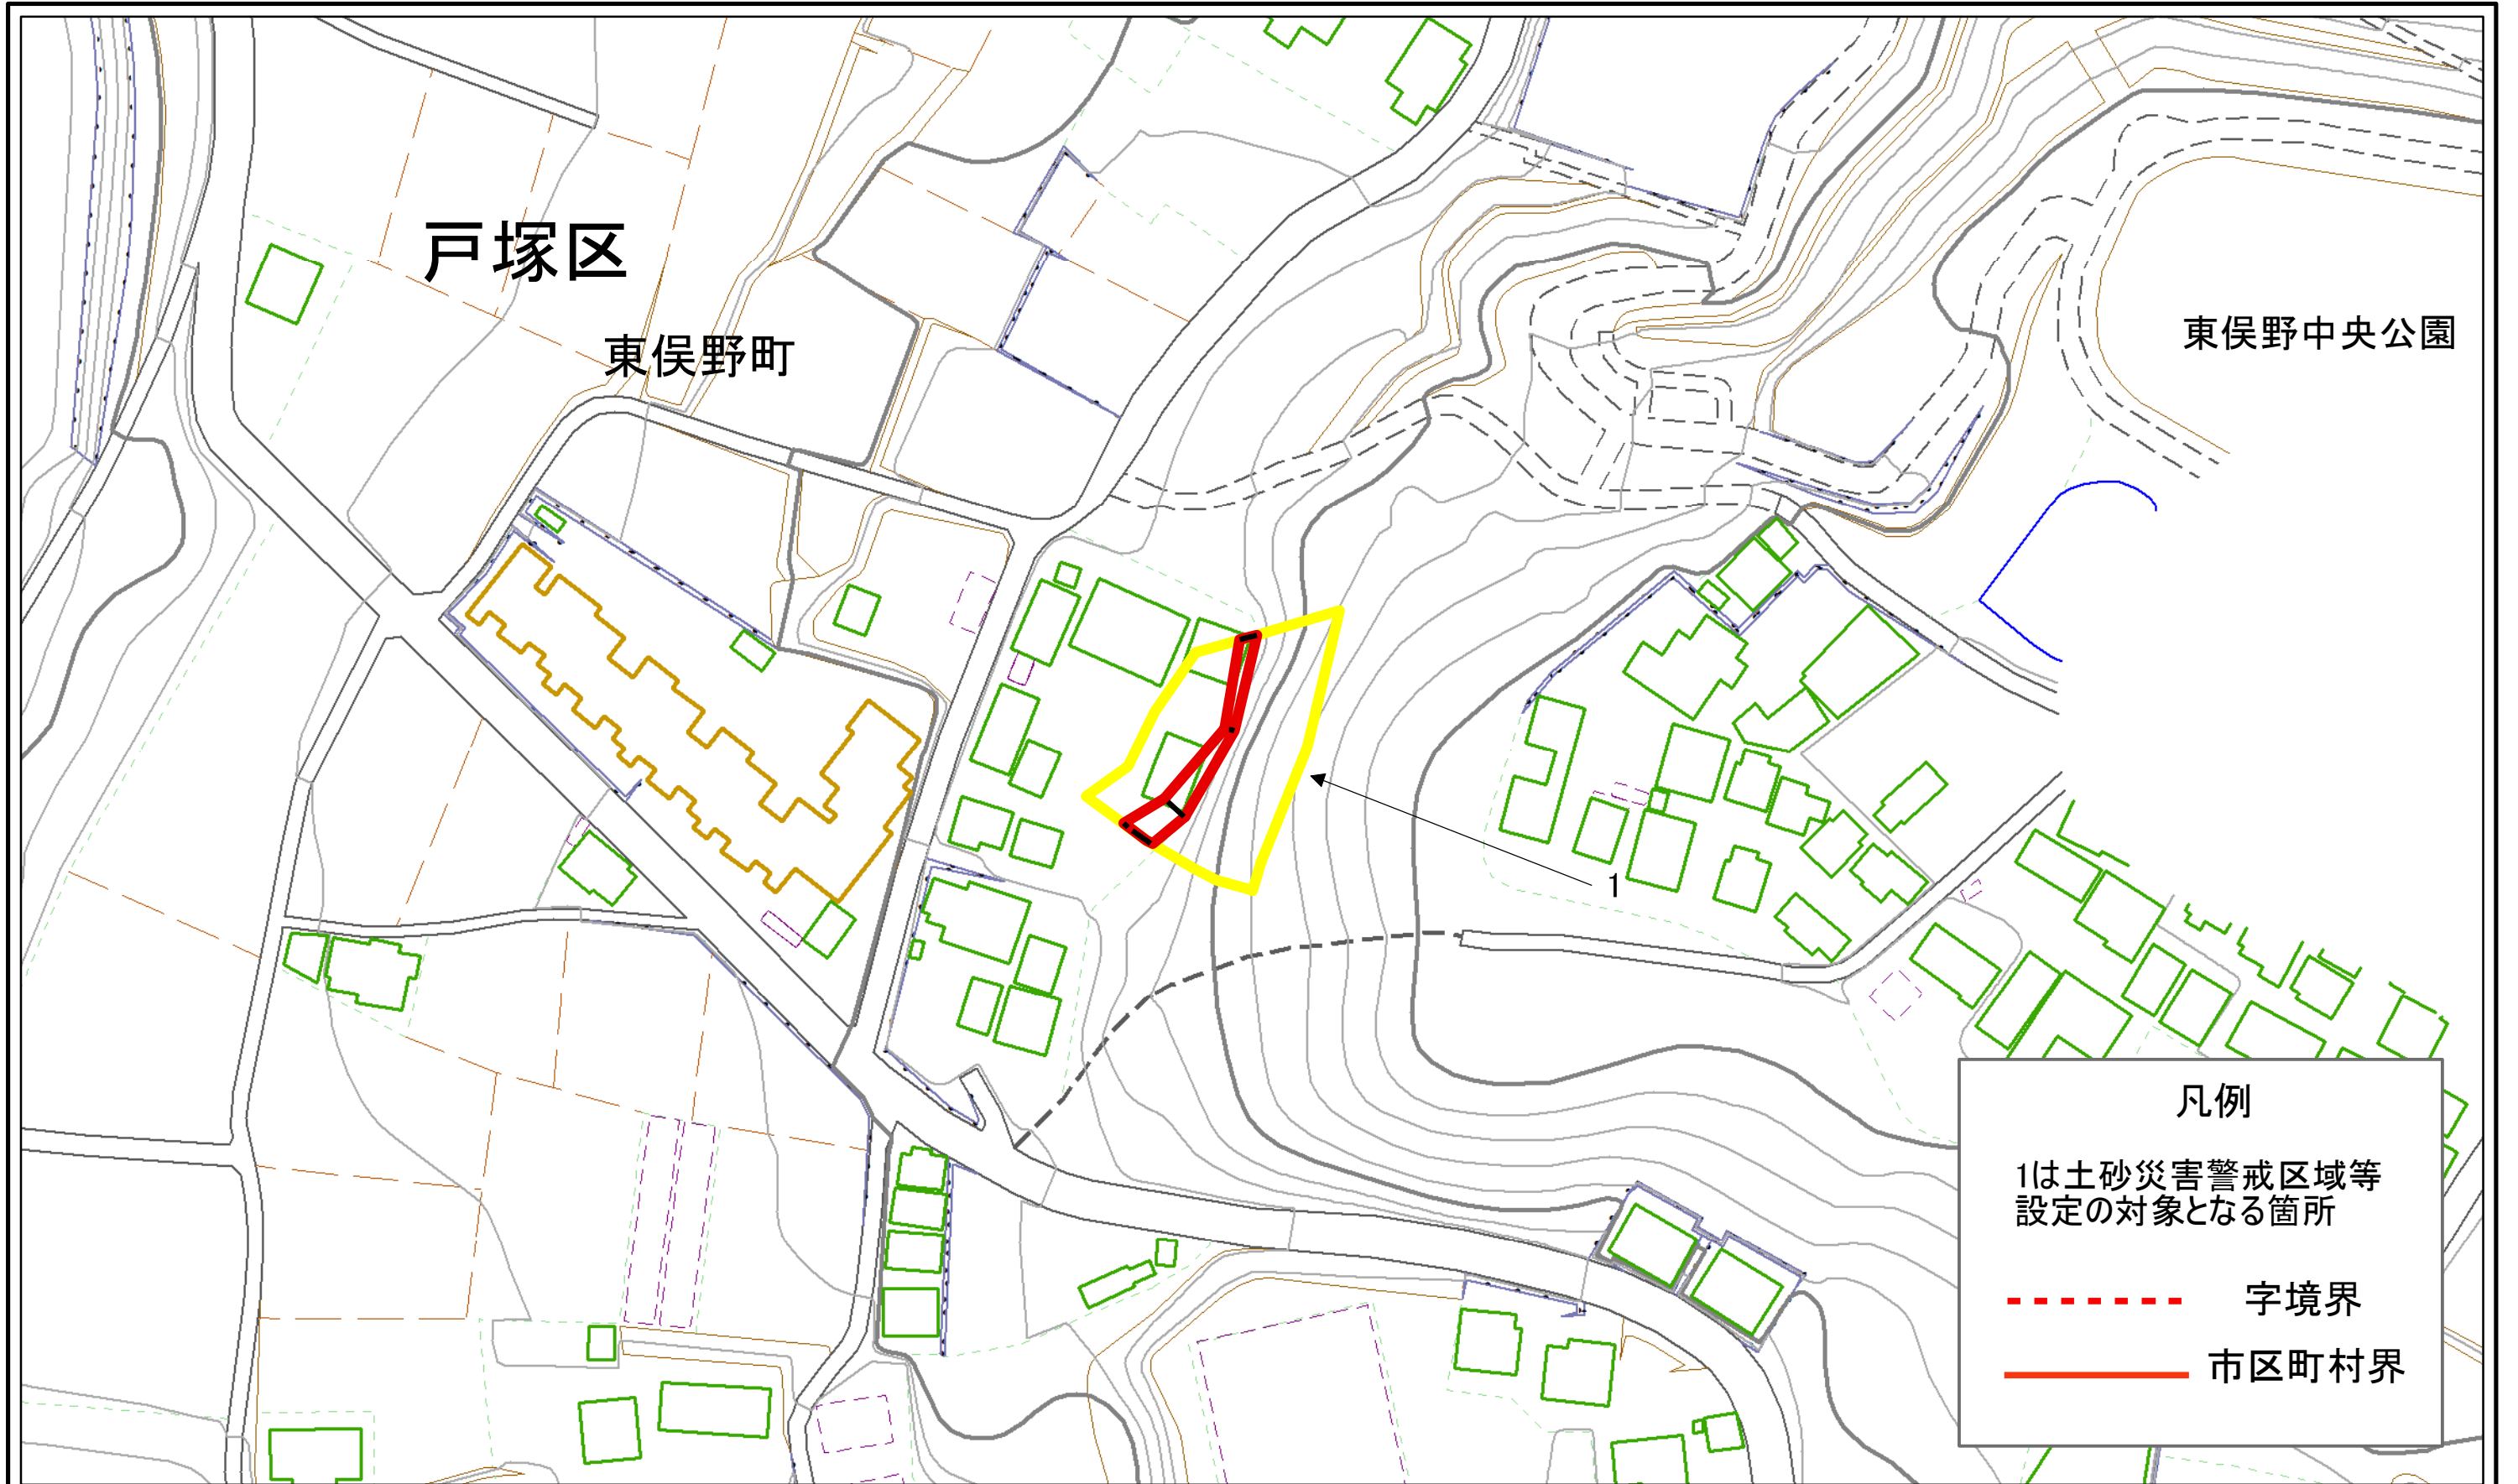 戸塚区
東俣野町
東俣野中央公園
1
凡例
1は土砂災害警戒区域等
設定の対象となる箇所
字境界
市区町村界